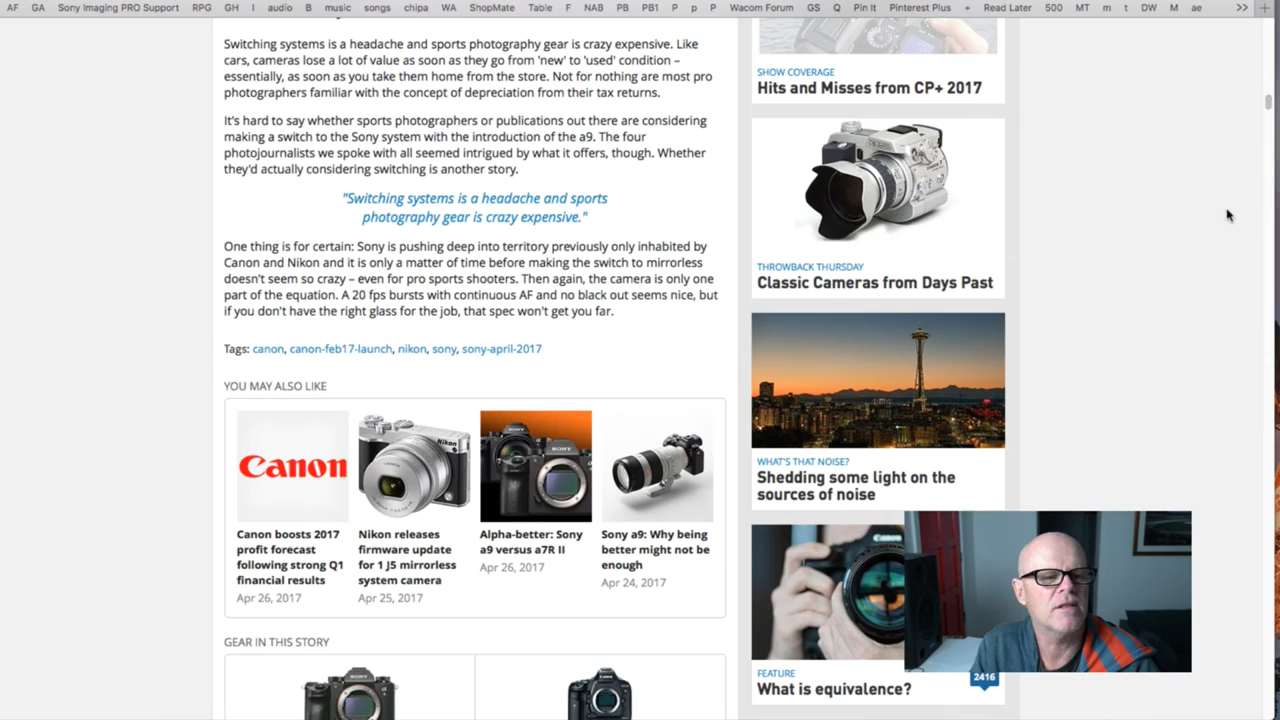 AF GA Sony Imaging PRO Support RPG GH I audio B music songs chipa WA ShopMate Table F NAB PB PB1 P p P Wacom Forum GS Q Pin It Pinterest Plus + Read Later 500 MT m t DW M ae
Switching systems is a headache and sports photography gear is crazy expensive. Like
cars, cameras lose a lot of value as soon as they go from 'new' to 'used' condition –
essentially, as soon as you take them home from the store. Not for nothing are most pro
photographers familiar with the concept of depreciation from their tax returns.
It's hard to say whether sports photographers or publications out there are considering
making a switch to the Sony system with the introduction of the a9. The four
photojournalists we spoke with all seemed intrigued by what it offers, though. Whether
they'd actually considering switching is another story.
"Switching systems is a headache and sports
photography gear is crazy expensive."
One thing is for certain: Sony is pushing deep into territory previously only inhabited by
Canon and Nikon and it is only a matter of time before making the switch to mirrorless
doesn't seem so crazy – even for pro sports shooters. Then again, the camera is only one
part of the equation. A 20 fps bursts with continuous AF and no black out seems nice, but
if you don't have the right glass for the job, that spec won't get you far.
Tags: canon, canon-feb17-launch, nikon, sony, sony-april-2017
YOU MAY ALSO LIKE
Canon
Nikon
SONY
Canon boosts 2017
profit forecast
following strong Q1
financial results
Apr 26, 2017
Nikon releases
firmware update
for 1 J5 mirrorless
system camera
Apr 25, 2017
Alpha-better: Sony
a9 versus a7R II
Apr 26, 2017
Sony a9: Why being
better might not be
enough
Apr 24, 2017
GEAR IN THIS STORY
SONY
Canon
SHOW COVERAGE
Hits and Misses from CP+ 2017
THROWBACK THURSDAY
Classic Cameras from Days Past
WHAT'S THAT NOISE?
Shedding some light on the
sources of noise
Canon
FEATURE
What is equivalence?
2416